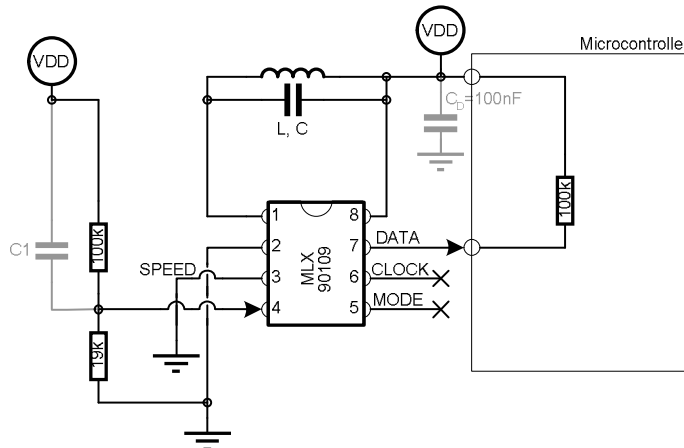 VDD
Microcontrolle
VDD
C_D=100nF
L, C
100k
C1
100k
SPEED
1
2
3
4
MLX
90109
8
7
6
5
DATA
CLOCK
MODE
19k